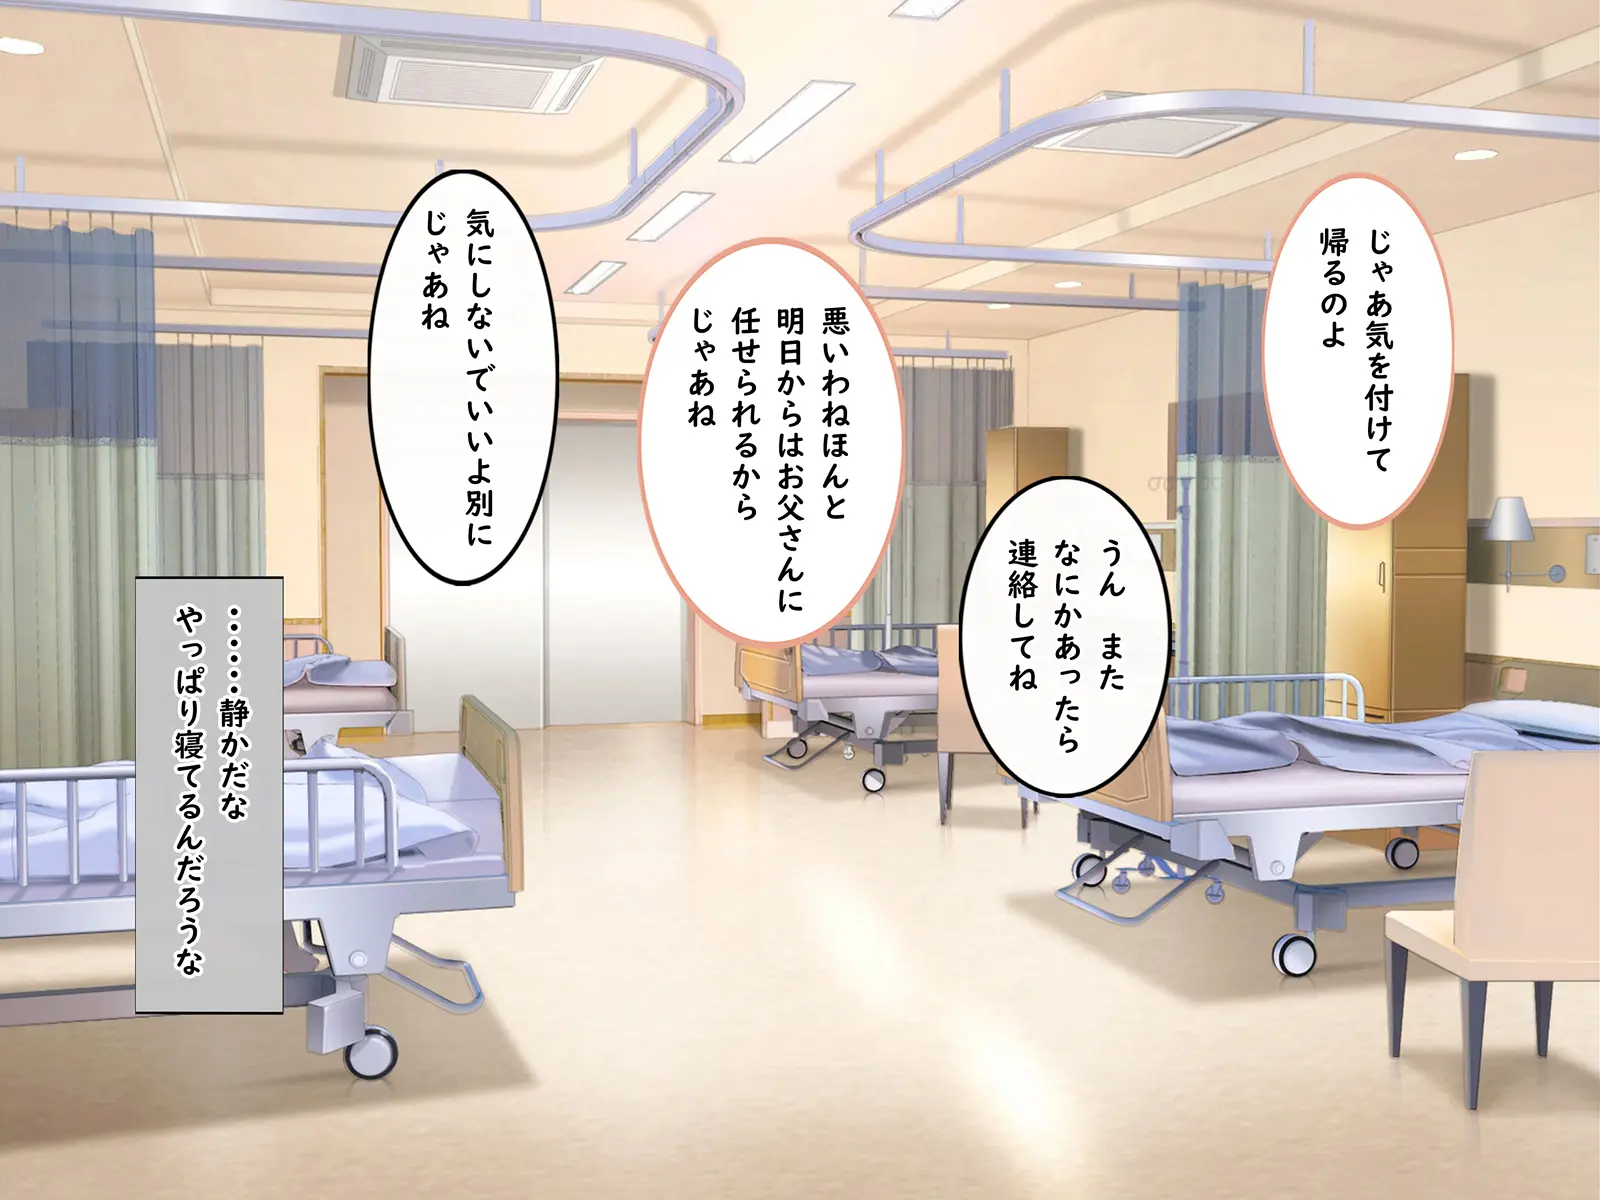 じゃあ気を付けて
帰るのよ
うん　また
なにかあったら
連絡してね
悪いわねほんと
明日からはお父さんに
任せられるから
じゃあね
気にしないでいいよ別に
じゃあね
・・・・・・静かだな
やっぱり寝てるんだろうな